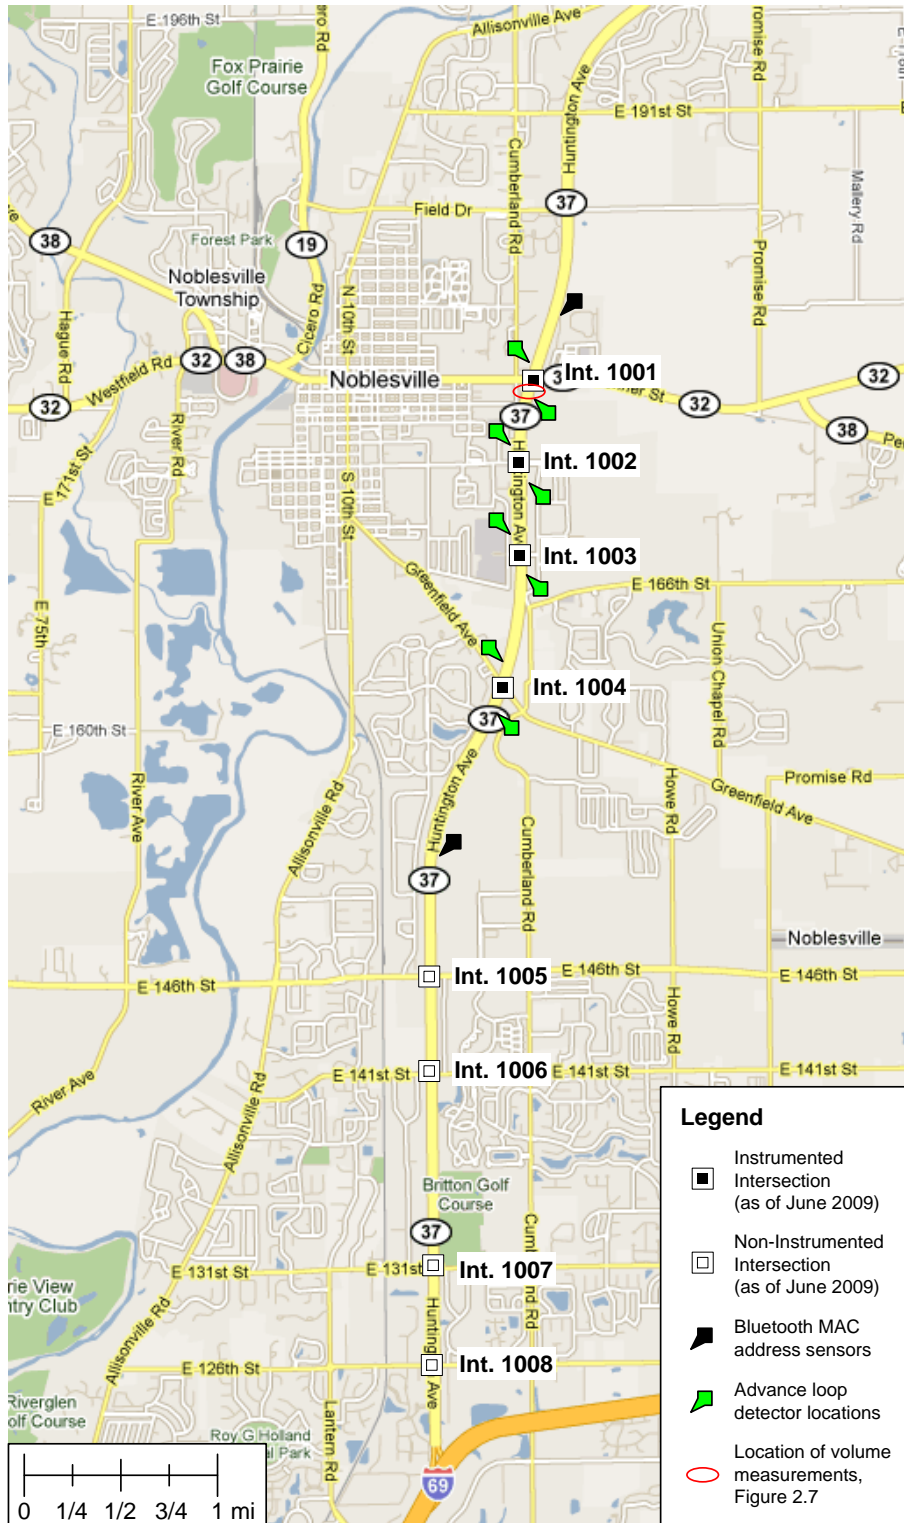 E 196th St
Allisonville Ave
Promise Rd
Fox Prairie
Golf Course
Huntington Ave
E 191st St
Cumberland Rd
Mallery Rd
Field Dr
37
38
19
Forest Park
Noblesville
Township
N 10th St
Cicero Rd
Promise Rd
Hague Rd
Westfield Rd
32
38
Noblesville
Int. 1001
32
32
32
38
37
River Rd
E 171st St
S 10th St
Int. 1002
Int. 1003
Greenfield Ave
E 166th St
E 75th
Union Chapel Rd
Int. 1004
37
E 160th St
Huntington Ave
River Ave
Allisonville Rd
Howe Rd
Promise Rd
Greenfield Ave
Cumberland Rd
37
Noblesville
E 146th St
Int. 1005
E 146th St
E 146th St
Howe Rd
River Ave
E 141st St
Int. 1006
E 141st St
E 141st St
Allisonville Rd
Britton Golf
Course
37
E 131st St
E 131st
Int. 1007
Allisonville Rd
E 126th St
Int. 1008
Riverglen
Roy G Holland
Lantern Rd
69
Legend
Instrumented
Intersection
(as of June 2009)
Non-Instrumented
Intersection
(as of June 2009)
Bluetooth MAC
address sensors
Advance loop
detector locations
Location of volume
measurements,
Figure 2.7
0 1/4 1/2 3/4 1 mi